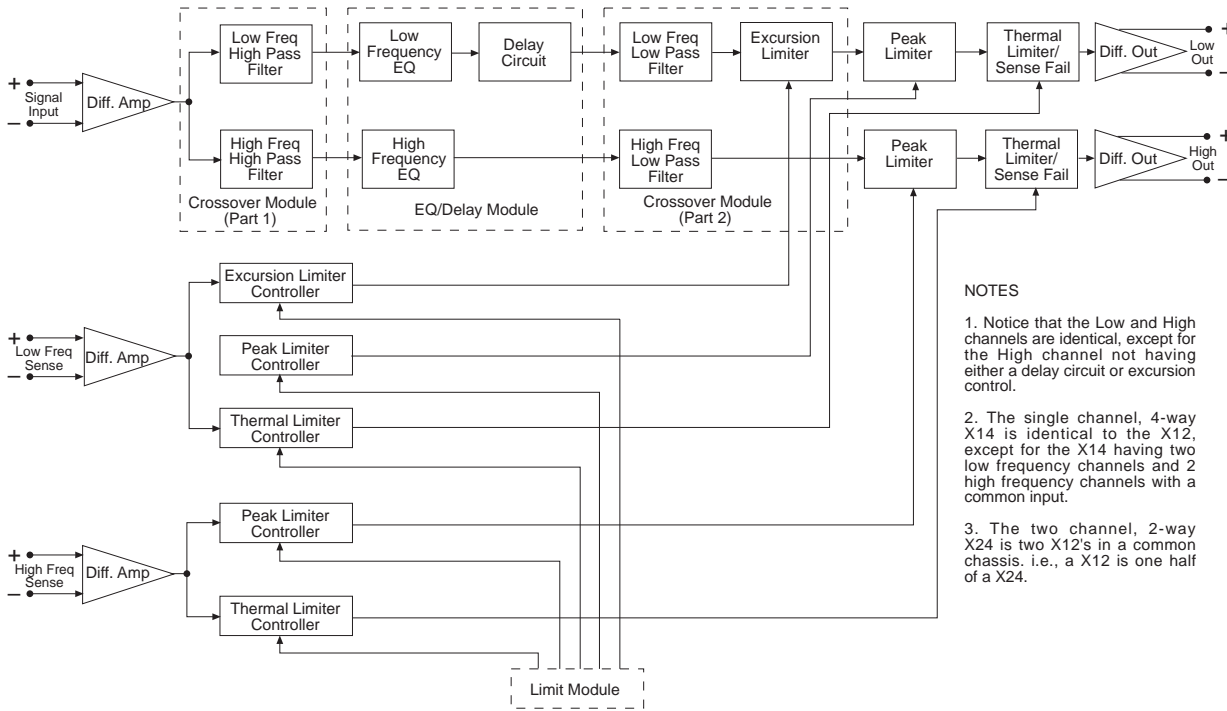 +
Signal
Input
−
Diff. Amp
Low Freq
High Pass
Filter
High Freq
High Pass
Filter
Crossover Module
(Part 1)
Low
Frequency
EQ
Delay
Circuit
High
Frequency
EQ
EQ/Delay Module
Low Freq
Low Pass
Filter
Excursion
Limiter
High Freq
Low Pass
Filter
Crossover Module
(Part 2)
Peak
Limiter
Thermal
Limiter/
Sense Fail
Diff. Out
+
Low
Out
−
Peak
Limiter
Thermal
Limiter/
Sense Fail
Diff. Out
+
High
Out
−
+
Low Freq
Sense
−
Diff. Amp
Excursion Limiter
Controller
Peak Limiter
Controller
Thermal Limiter
Controller
+
High Freq
Sense
−
Diff. Amp
Peak Limiter
Controller
Thermal Limiter
Controller
Limit Module
NOTES
1. Notice that the Low and High
channels are identical, except for
the High channel not having
either a delay circuit or excursion
control.
2. The single channel, 4-way
X14 is identical to the X12,
except for the X14 having two
low frequency channels and 2
high frequency channels with a
common input.
3. The two channel, 2-way
X24 is two X12's in a common
chassis. i.e., a X12 is one half
of a X24.